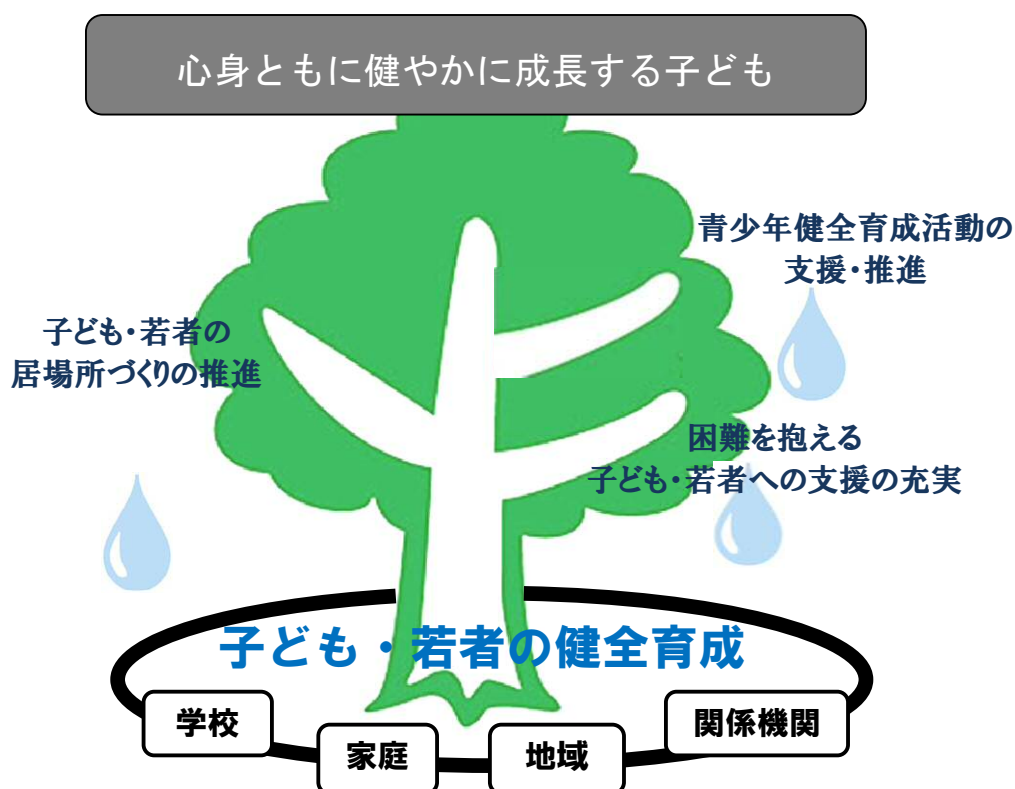 心身ともに健やかに成長する子ども
青少年健全育成活動の
支援・推進
子ども・若者の
居場所づくりの推進
困難を抱える
子ども・若者への支援の充実
子ども・若者の健全育成
学校
家庭
地域
関係機関